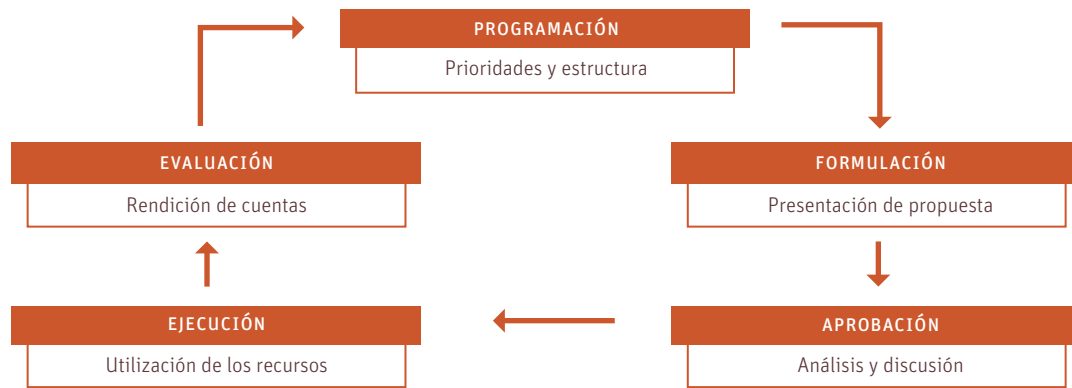 PROGRAMACIÓN
Prioridades y estructura
FORMULACIÓN
Presentación de propuesta
APROBACIÓN
Análisis y discusión
EJECUCIÓN
Utilización de los recursos
EVALUACIÓN
Rendición de cuentas